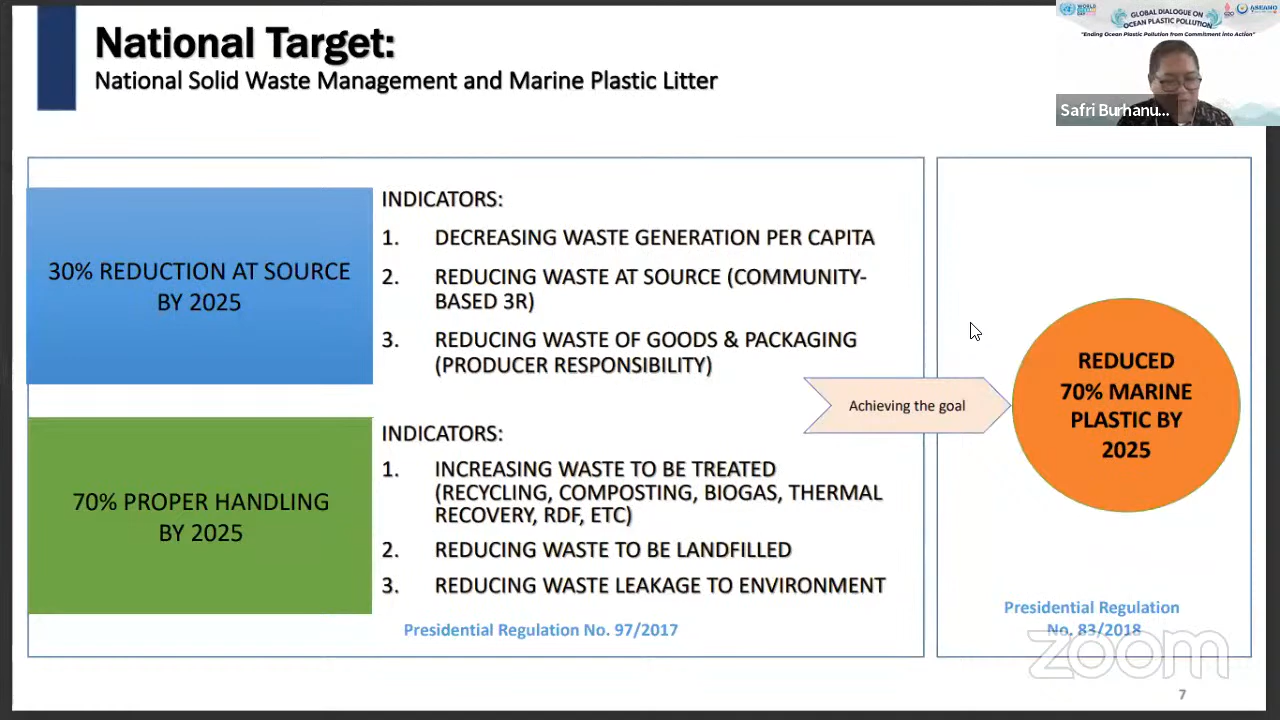 National Target:
National Solid Waste Management and Marine Plastic Litter
GLOBAL DIALOGUE ON
OCEAN PLASTIC POLLUTION
"Ending Ocean Plastic Pollution from Commitment into Action"
Safri Burhanu...
30% REDUCTION AT SOURCE
BY 2025
INDICATORS:
1. DECREASING WASTE GENERATION PER CAPITA
2. REDUCING WASTE AT SOURCE (COMMUNITY-
BASED 3R)
3. REDUCING WASTE OF GOODS & PACKAGING
(PRODUCER RESPONSIBILITY)
70% PROPER HANDLING
BY 2025
INDICATORS:
1. INCREASING WASTE TO BE TREATED
(RECYCLING, COMPOSTING, BIOGAS, THERMAL
RECOVERY, RDF, ETC)
2. REDUCING WASTE TO BE LANDFILLED
3. REDUCING WASTE LEAKAGE TO ENVIRONMENT
Presidential Regulation No. 97/2017
Achieving the goal
REDUCED
70% MARINE
PLASTIC BY
2025
Presidential Regulation
No. 83/2018
zoom
7